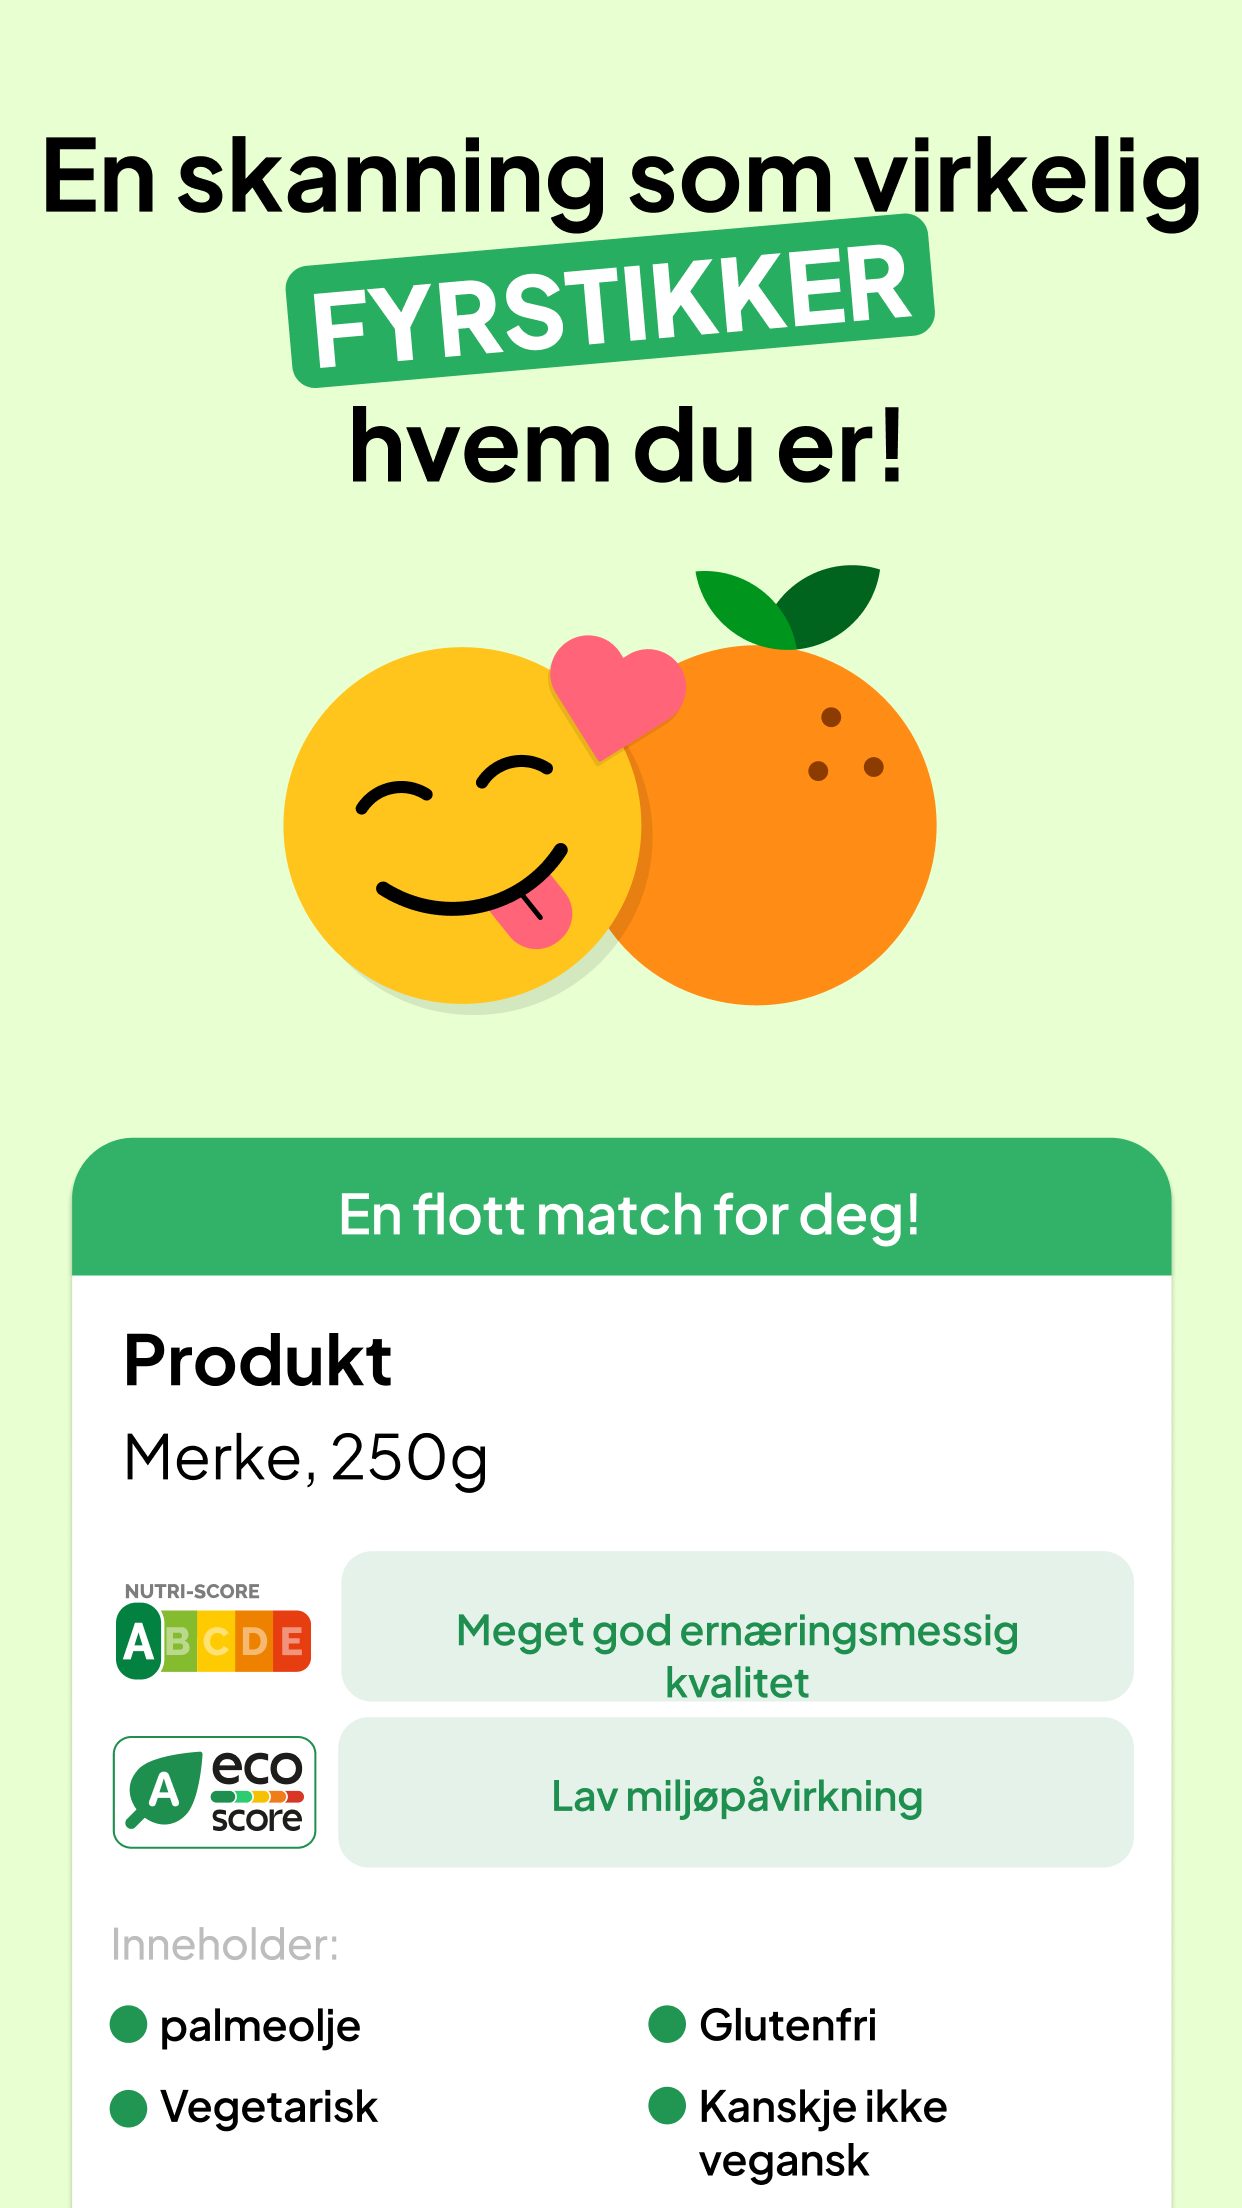 En skanning som virkelig
FYRSTIKKER
hvem du er!
En flott match for deg!
Produkt
Merke, 250g
NUTRI-SCORE
A B C D E
Meget god ernæringsmessig
kvalitet
A eco
score
Lav miljøpåvirkning
Inneholder:
palmeolje
Glutenfri
Vegetarisk
Kanskje ikke
vegansk